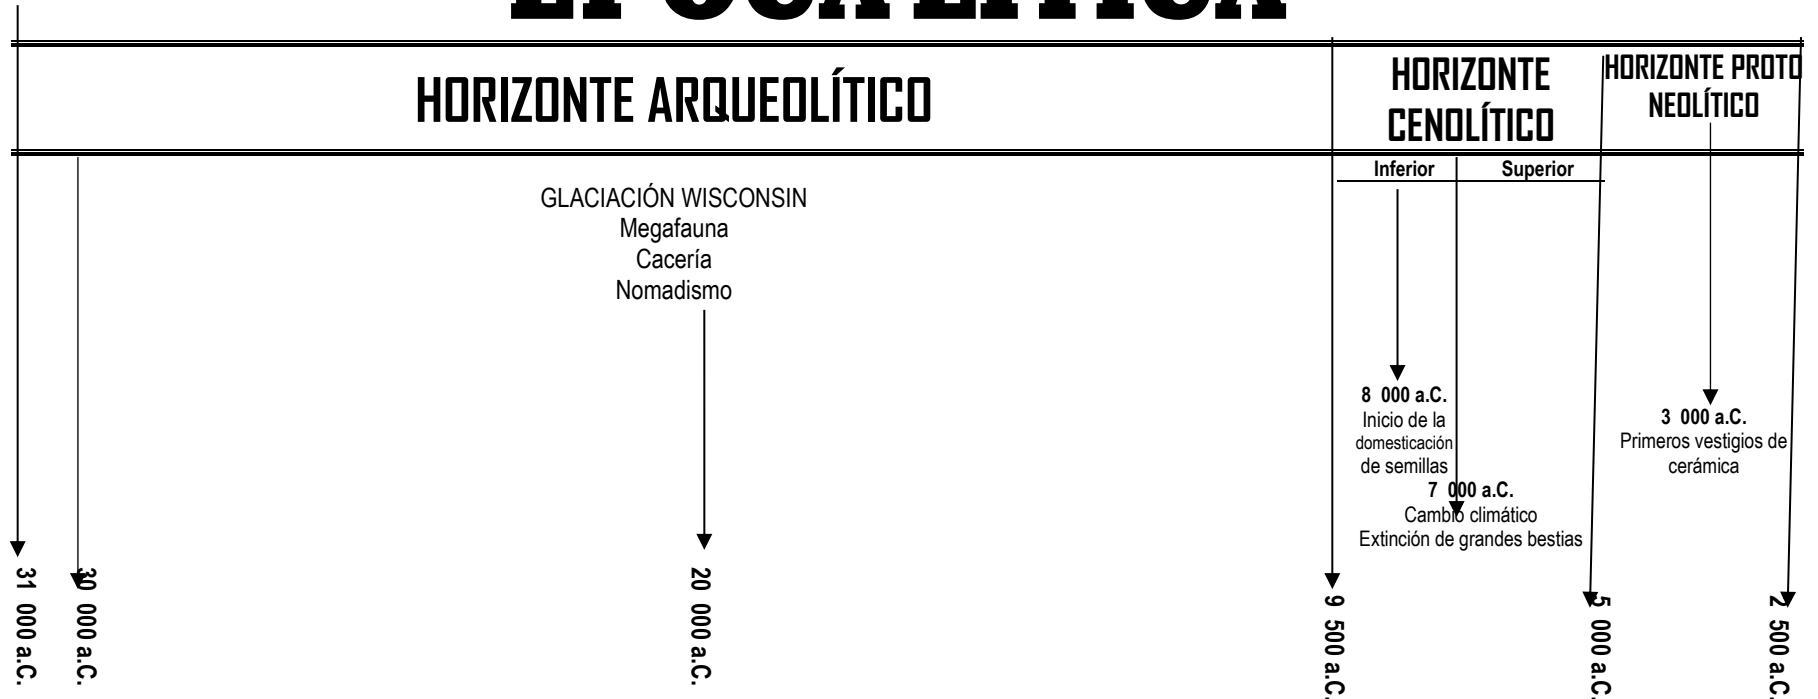 ÉPOCA LÍTICA
HORIZONTE ARQUEOLÍTICO
HORIZONTE
CENOLÍTICO
HORIZONTE PROTO
NEOLÍTICO
Inferior
Superior
GLACIACIÓN WISCONSIN
Megafauna
Cacería
Nomadismo
8 000 a.C.
Inicio de la
domesticación
de semillas
7 000 a.C.
Cambio climático
Extinción de grandes bestias
3 000 a.C.
Primeros vestigios de
cerámica
31 000 a.C.
30 000 a.C.
20 000 a.C.
9 500 a.C.
5 000 a.C.
2 500 a.C.